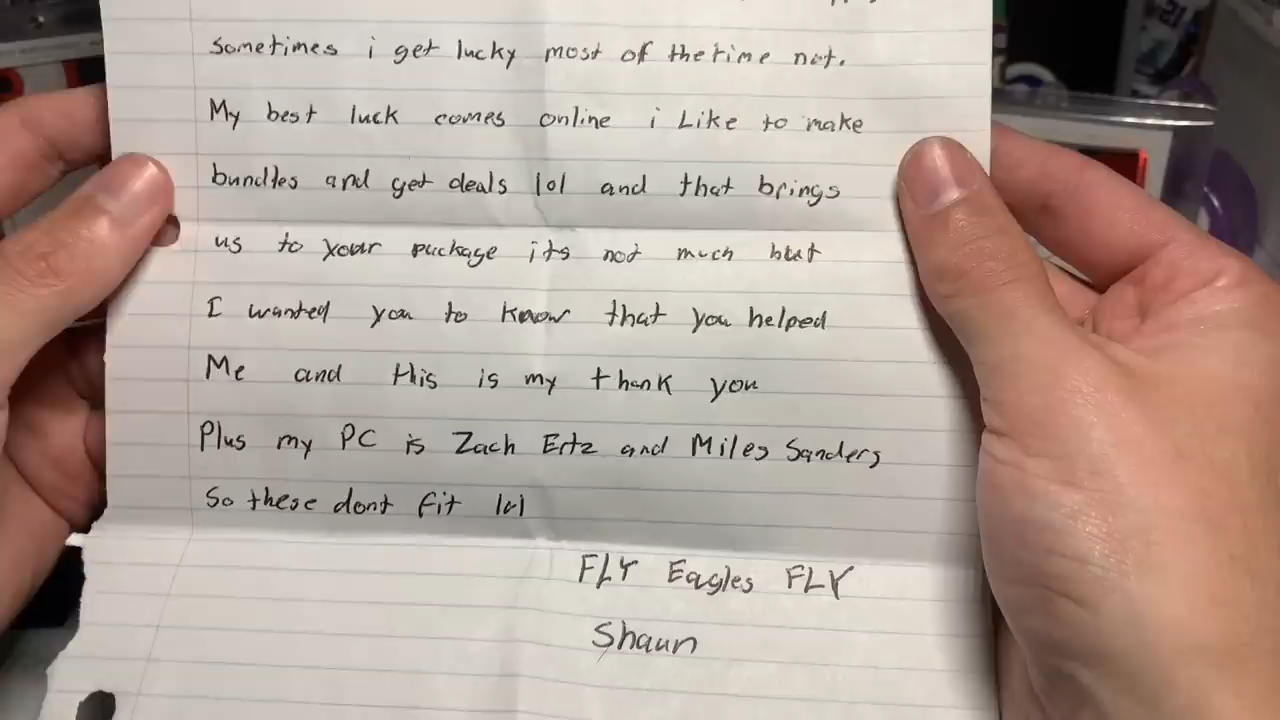 Sometimes i get lucky most of the time not.
My best luck comes online i Like to make
bundles and get deals lol and that brings
us to your package its not much but
I wanted you to know that you helped
Me and this is my thank you
Plus my PC is Zach Ertz and Miles Sanders
So these dont fit lol
FLY Eagles FLY
Shaun
21